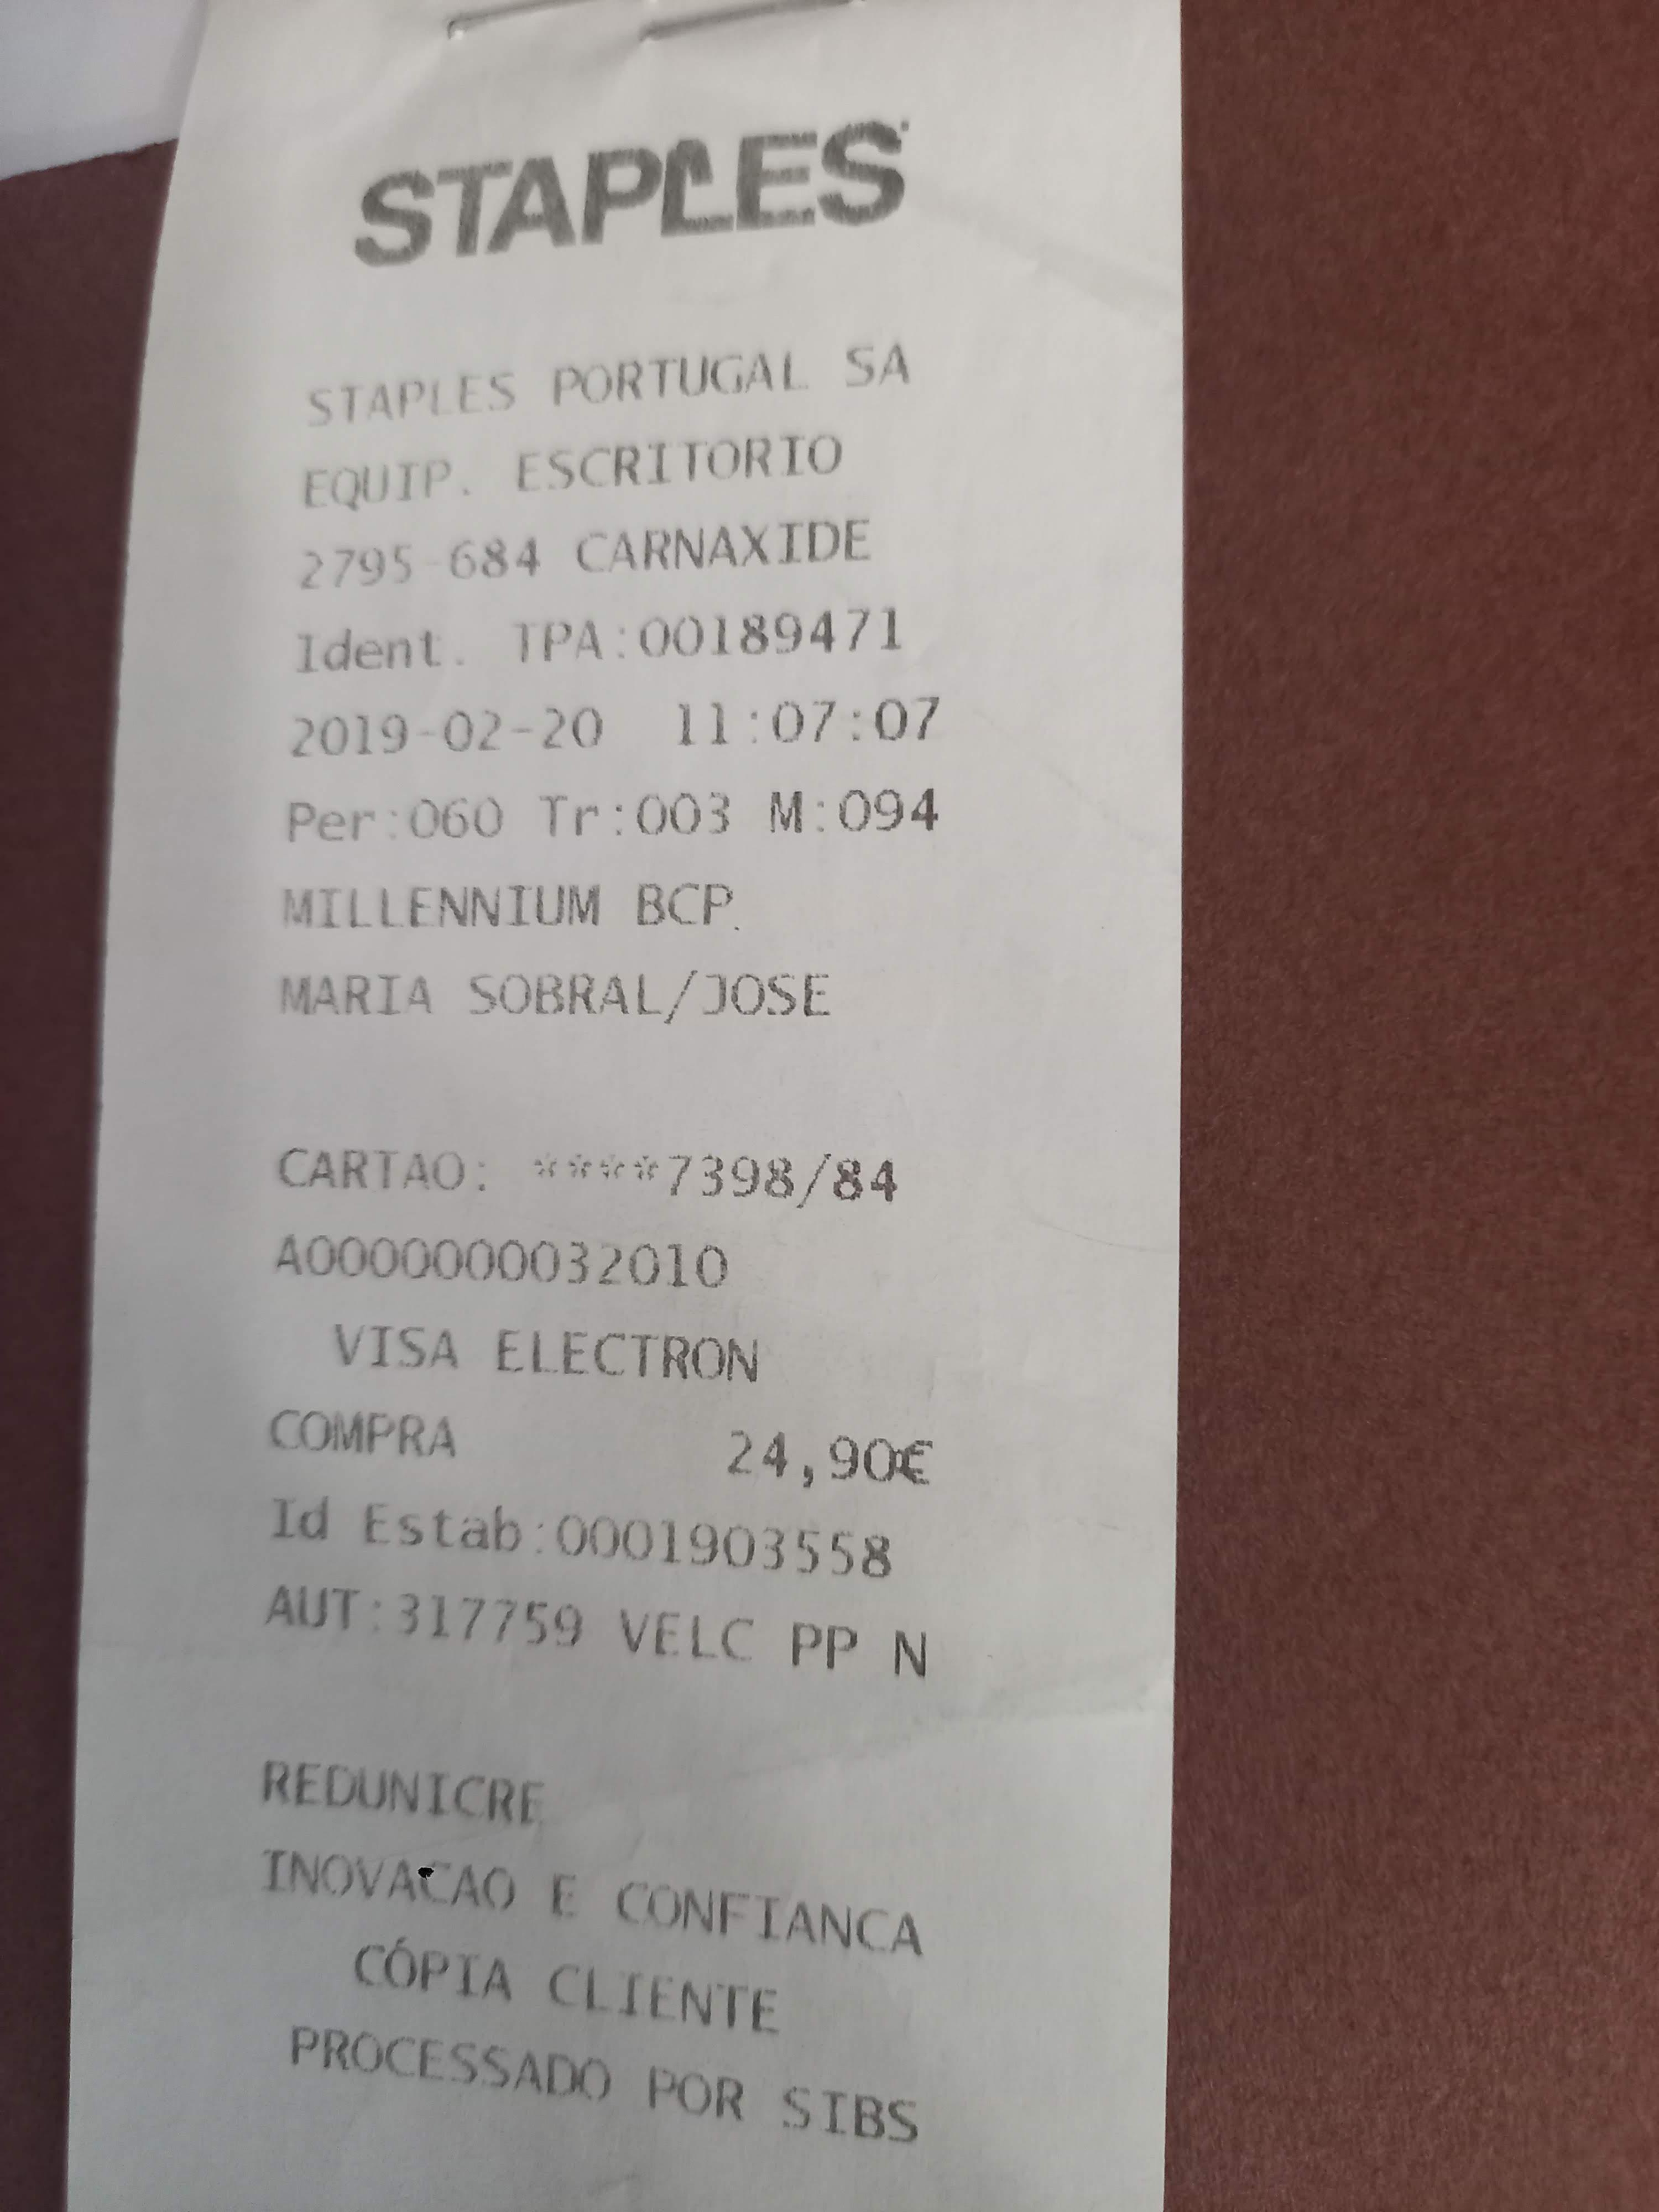 STAPLES
STAPLES PORTUGAL SA
EQUIP. ESCRITORIO
2795-684 CARNAXIDE
Ident. TPA:00189471
2019-02-20 11:07:07
Per:060 Tr:003 M:094
MILLENNIUM BCP.
MARIA SOBRAL/JOSE
CARTAO: ****7398/84
A0000000032010
VISA ELECTRON
COMPRA 24,90€
Id Estab:0001903558
AUT:317759 VELC PP N
REDUNICRE
INOVACAO E CONFIANCA
CÓPIA CLIENTE
PROCESSADO POR SIBS